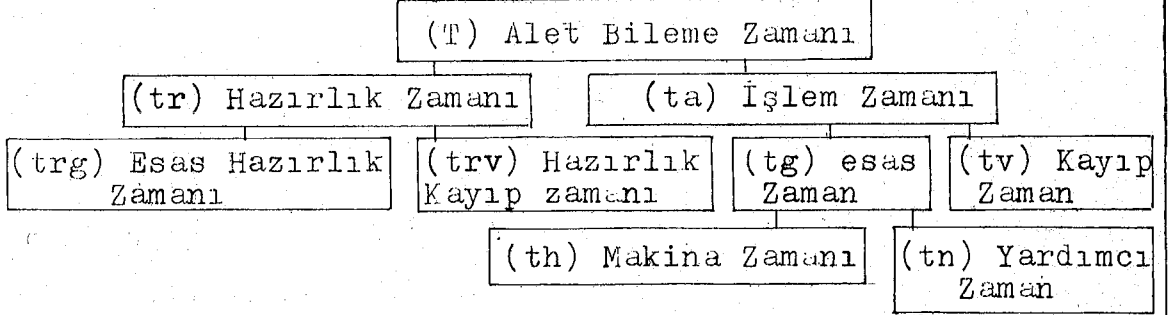 (T) Alet Bileme Zamanı
(tr) Hazırlık Zamanı
(ta) İşlem Zamanı
(trg) Esas Hazırlık
Zamanı
(trv) Hazırlık
Kayıp zamanı
(tg) esas
Zaman
(tv) Kayıp
Zaman
(th) Makina Zamanı
(tn) Yardımcı
Zaman